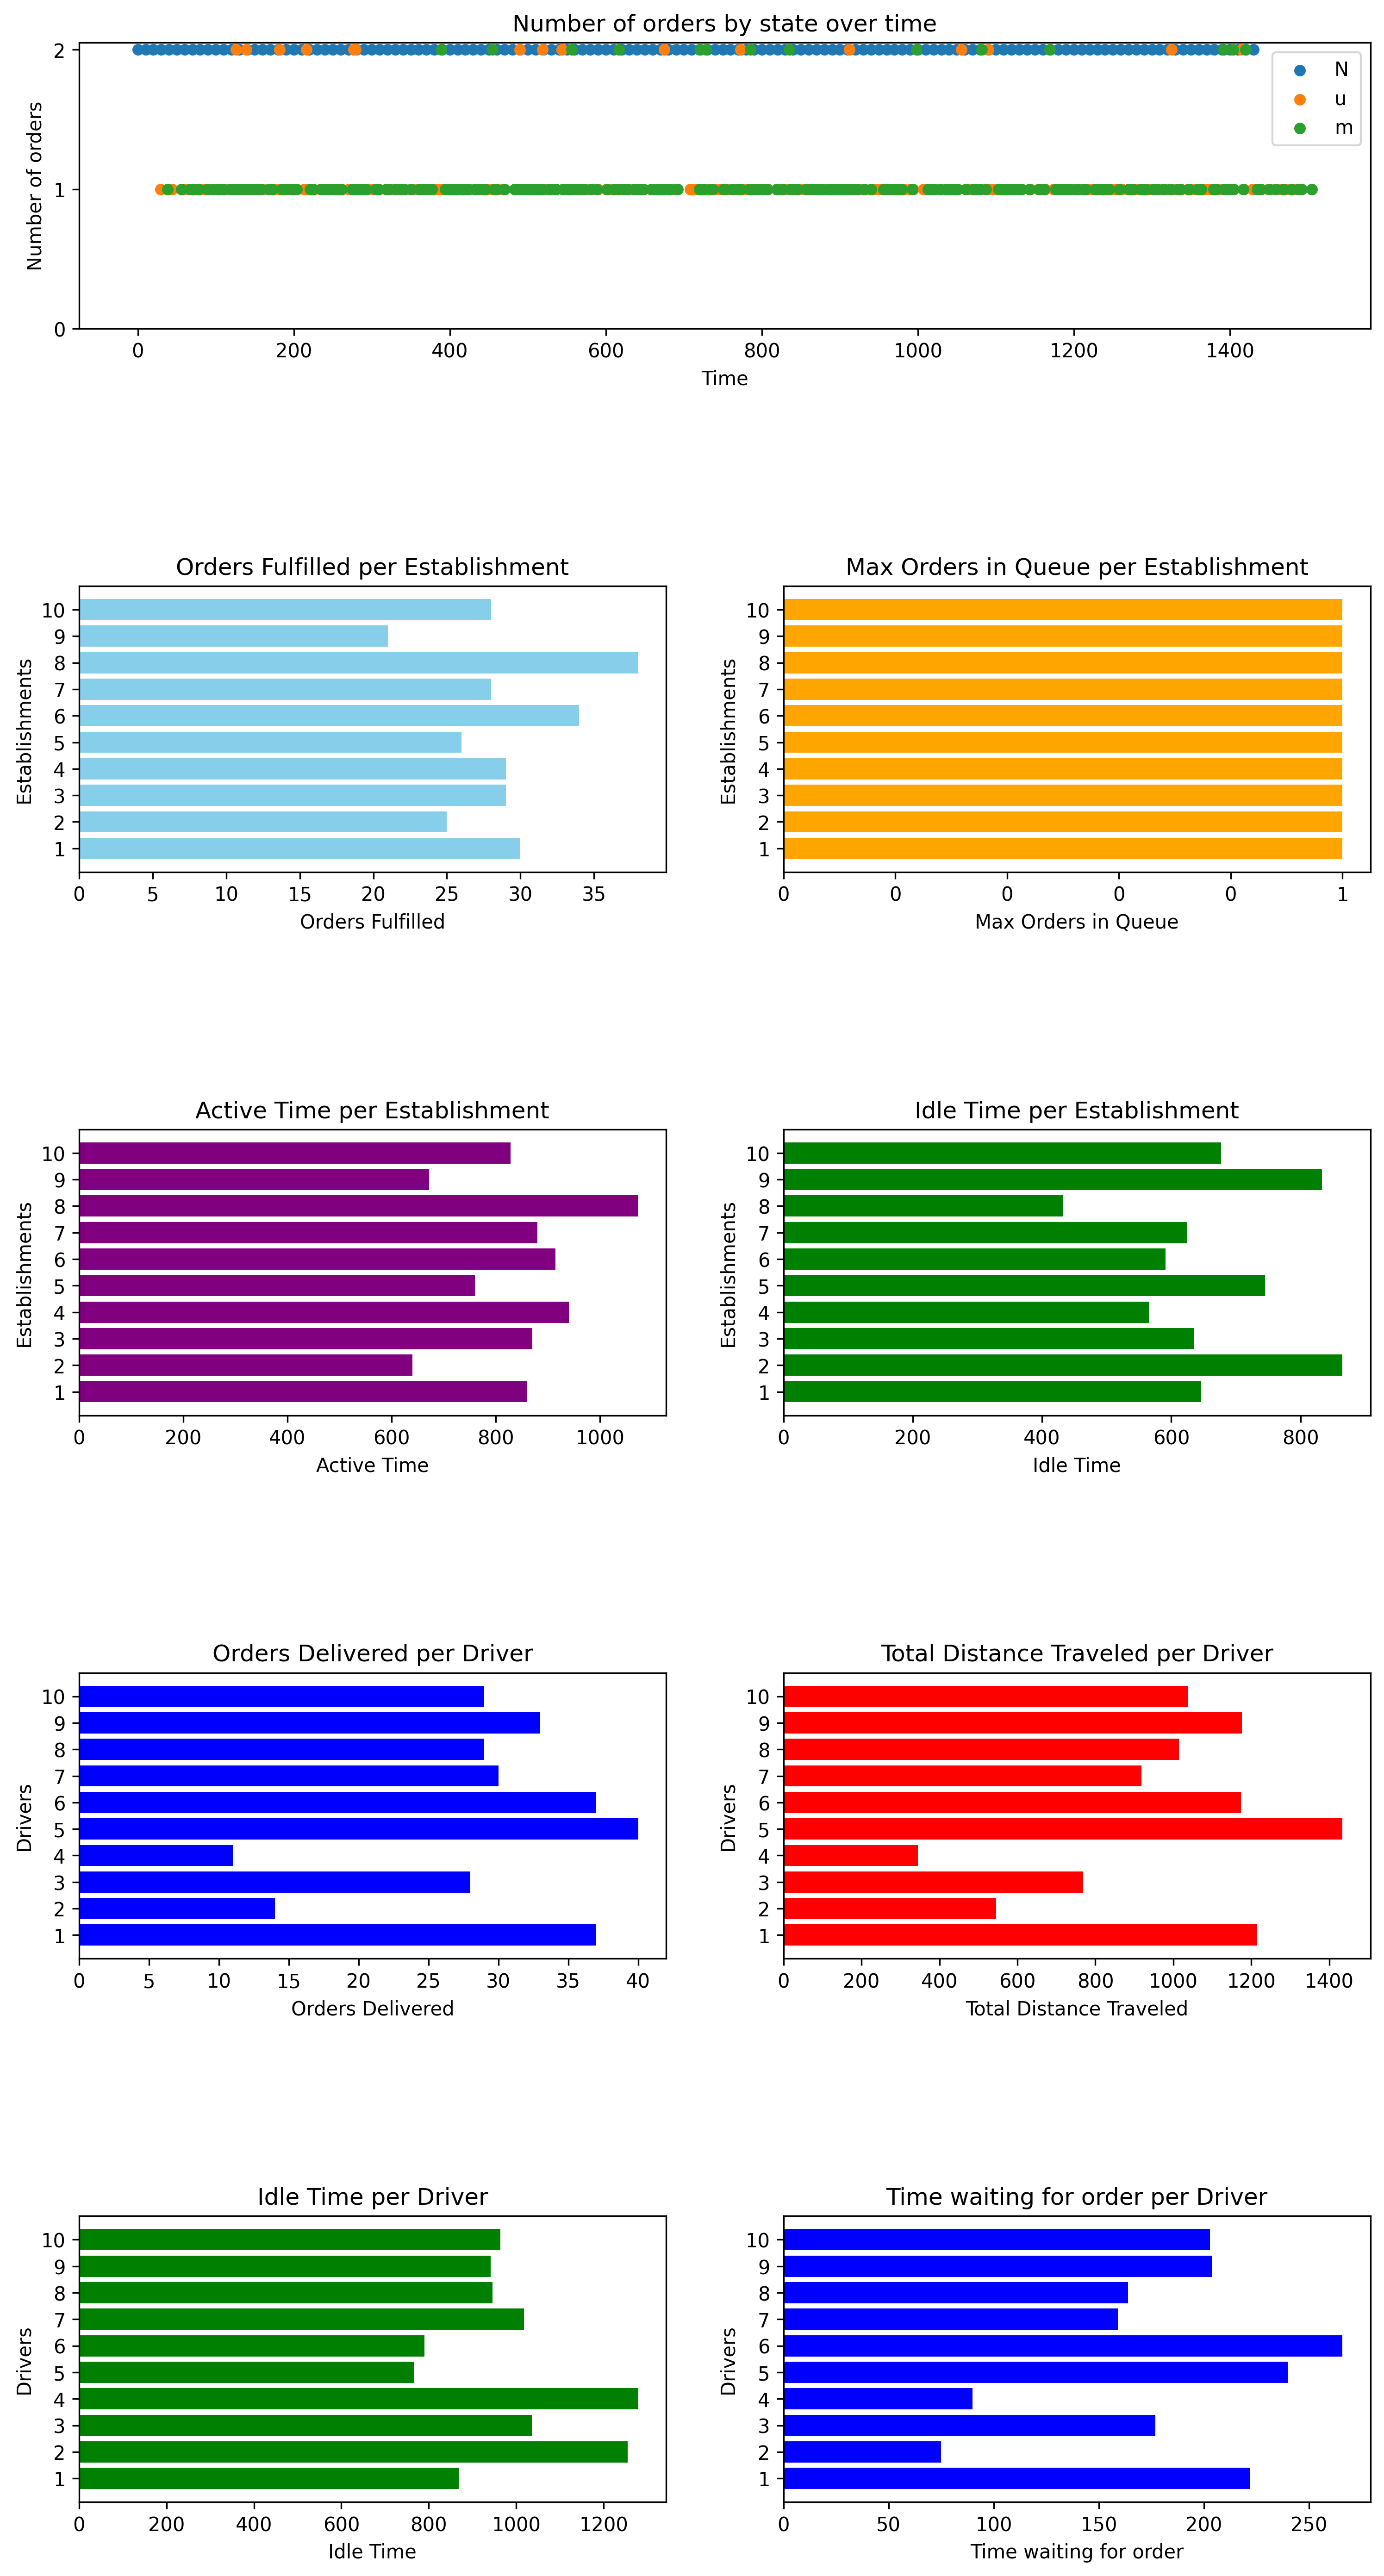 Number of orders by state over time
2
1
0
Number of orders
N
u
m
0 200 400 600 800 1000 1200 1400
Time
Orders Fulfilled per Establishment
10
9
8
7
6
5
4
3
2
1
Establishments
0 5 10 15 20 25 30 35
Orders Fulfilled
Max Orders in Queue per Establishment
10
9
8
7
6
5
4
3
2
1
Establishments
0 0 0 0 0 1
Max Orders in Queue
Active Time per Establishment
10
9
8
7
6
5
4
3
2
1
Establishments
0 200 400 600 800 1000
Active Time
Idle Time per Establishment
10
9
8
7
6
5
4
3
2
1
Establishments
0 200 400 600 800
Idle Time
Orders Delivered per Driver
10
9
8
7
6
5
4
3
2
1
Drivers
0 5 10 15 20 25 30 35 40
Orders Delivered
Total Distance Traveled per Driver
10
9
8
7
6
5
4
3
2
1
Drivers
0 200 400 600 800 1000 1200 1400
Total Distance Traveled
Idle Time per Driver
10
9
8
7
6
5
4
3
2
1
Drivers
0 200 400 600 800 1000 1200
Idle Time
Time waiting for order per Driver
10
9
8
7
6
5
4
3
2
1
Drivers
0 50 100 150 200 250
Time waiting for order